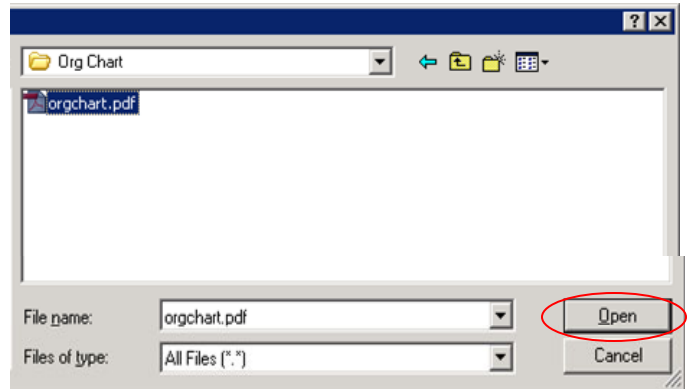 Org Chart
orgchart.pdf
File name: orgchart.pdf Open
Files of type: All Files (*.*) Cancel